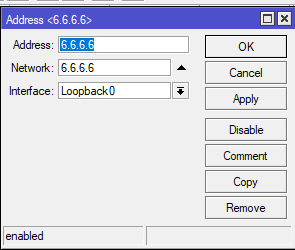 Address <6.6.6.6>
Address: 6.6.6.6
OK
Network: 6.6.6.6
Cancel
Interface: Loopback0
Apply
Disable
Comment
Copy
Remove
enabled